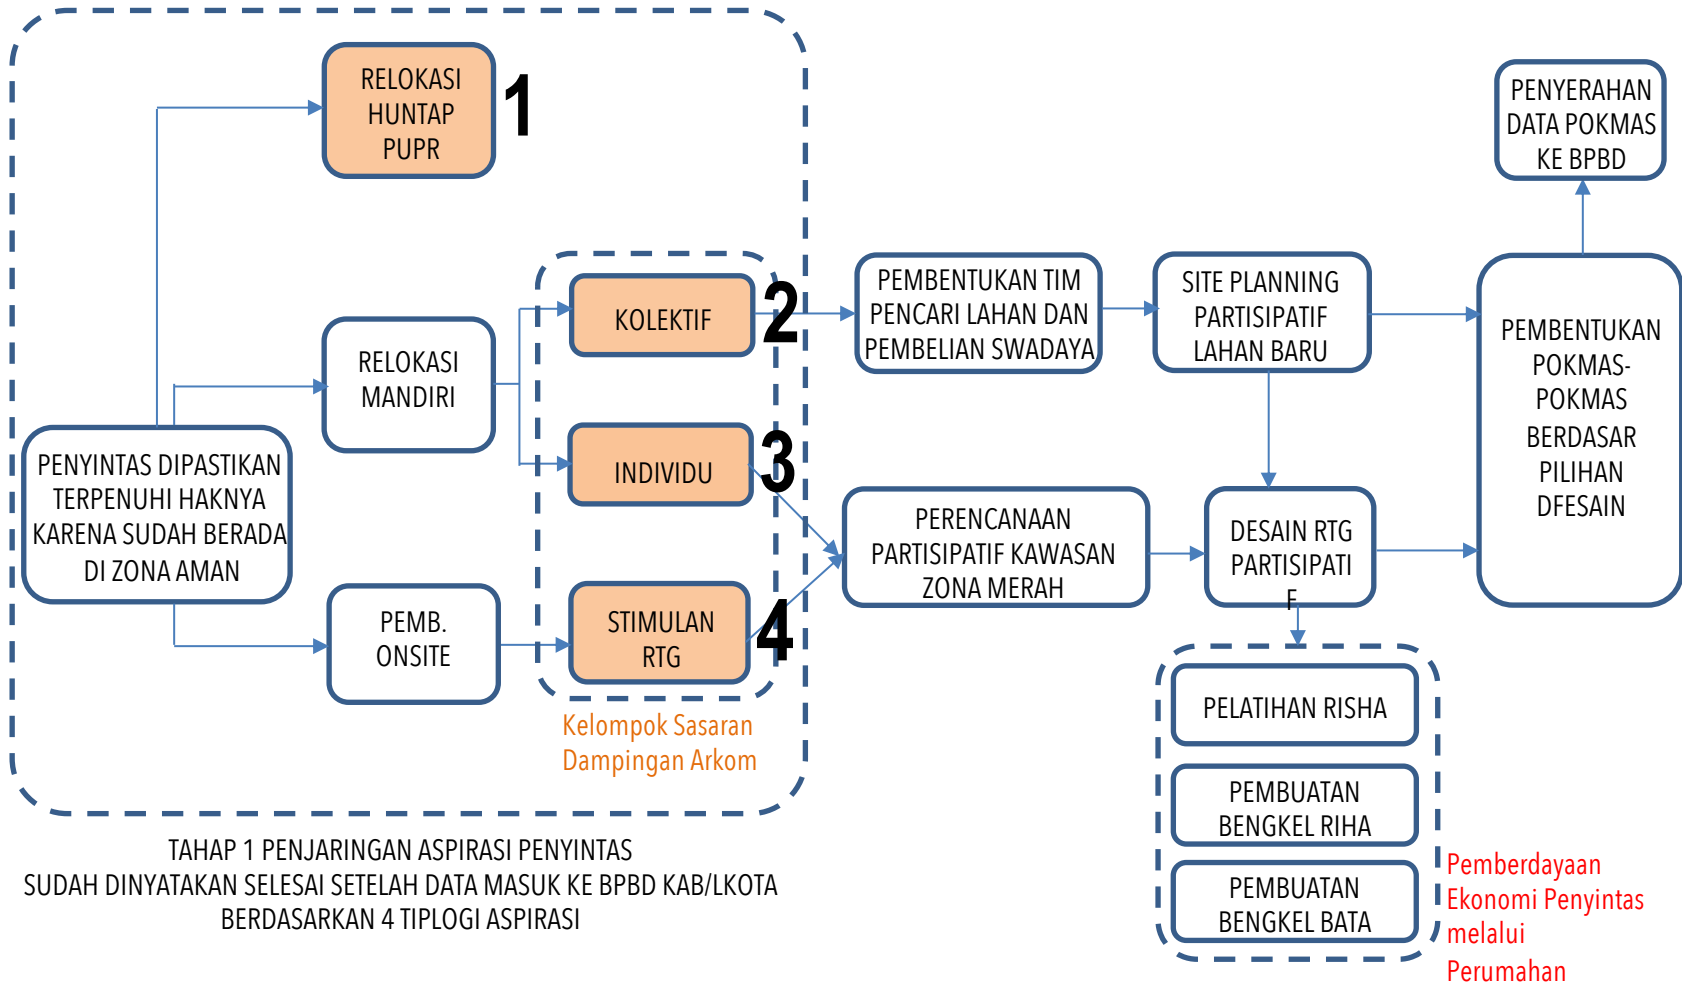 RELOKASI
HUNTAP
PUPR
1
PENYERAHAN
DATA POKMAS
KE BPBD
KOLEKTIF
2
PEMBENTUKAN TIM
PENCARI LAHAN DAN
PEMBELIAN SWADAYA
SITE PLANNING
PARTISIPATIF
LAHAN BARU
PEMBENTUKAN
POKMAS-
POKMAS
BERDASAR
PILIHAN
DFESAIN
RELOKASI
MANDIRI
PENYINTAS DIPASTIKAN
TERPENUHI HAKNYA
KARENA SUDAH BERADA
DI ZONA AMAN
INDIVIDU
3
PERENCANAAN
PARTISIPATIF KAWASAN
ZONA MERAH
DESAIN RTG
PARTISIPATI
F
PEMB.
ONSITE
STIMULAN
RTG
4
Kelompok Sasaran
Dampingan Arkom
PELATIHAN RISHA
PEMBUATAN
BENGKEL RIHA
PEMBUATAN
BENGKEL BATA
Pemberdayaan
Ekonomi Penyintas
melalui
Perumahan
TAHAP 1 PENJARINGAN ASPIRASI PENYINTAS
SUDAH DINYATAKAN SELESAI SETELAH DATA MASUK KE BPBD KAB/LKOTA
BERDASARKAN 4 TIPLOGI ASPIRASI